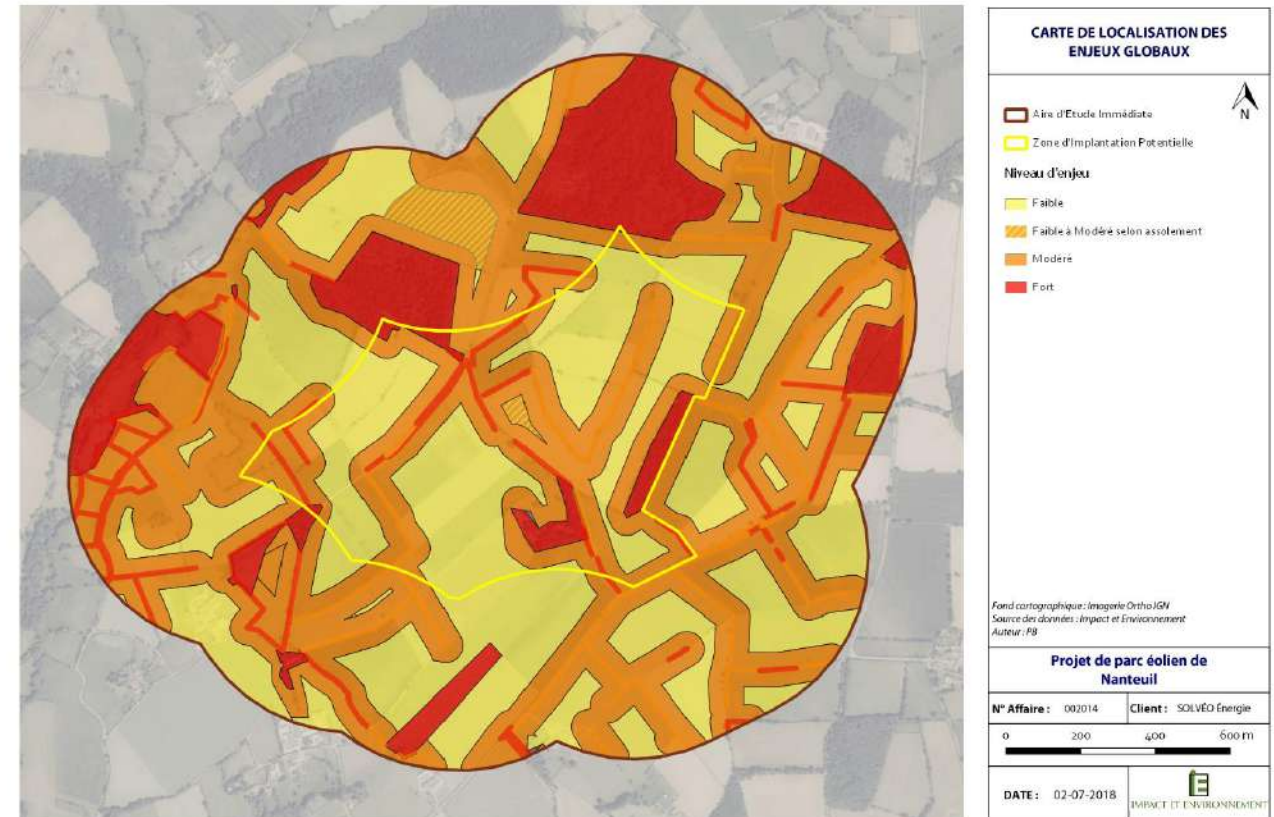 CARTE DE LOCALISATION DES
ENJEUX GLOBAUX
N
Aire d'Etude Immédiate
Zone d'Implantation Potentielle
Niveau d'enjeu
Faible
Faible à Modéré selon assolement
Modéré
Fort
Fond cartographique : Imagerie Ortho IGN
Source des données : Impact et Environnement
Auteur : PB
Projet de parc éolien de
Nanteuil
N° Affaire : 002014 Client : SOLVÉO Énergie
0 200 400 600 m
DATE : 02-07-2018
IMPACT ET ENVIRONNEMENT